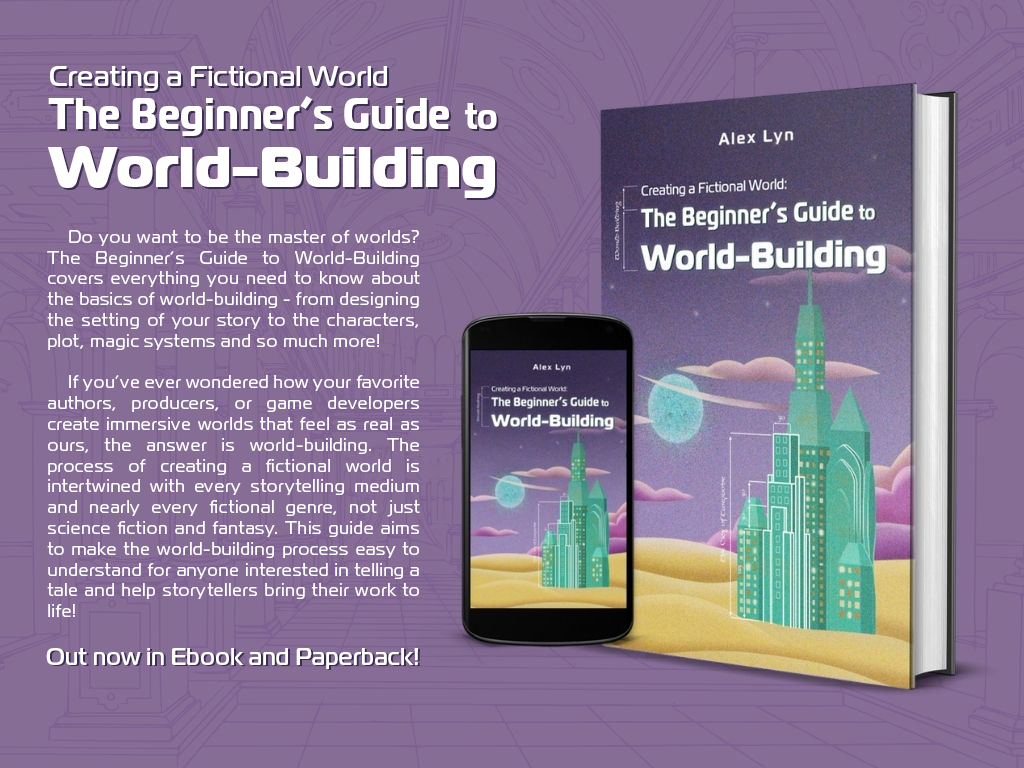 Creating a Fictional World
The Beginner's Guide to
World-Building
Do you want to be the master of worlds?
The Beginner's Guide to World-Building
covers everything you need to know about
the basics of world-building - from designing
the setting of your story to the characters,
plot, magic systems and so much more!
If you've ever wondered how your favorite
authors, producers, or game developers
create immersive worlds that feel as real as
ours, the answer is world-building. The
process of creating a fictional world is
intertwined with every storytelling medium
and nearly every fictional genre, not just
science fiction and fantasy. This guide aims
to make the world-building process easy to
understand for anyone interested in telling a
tale and help storytellers bring their work to
life!
Out now in Ebook and Paperback!
Alex Lyn
Creating a Fictional World:
The Beginner's Guide to
World-Building
Alex Lyn
Creating a Fictional World:
The Beginner's Guide to
World-Building